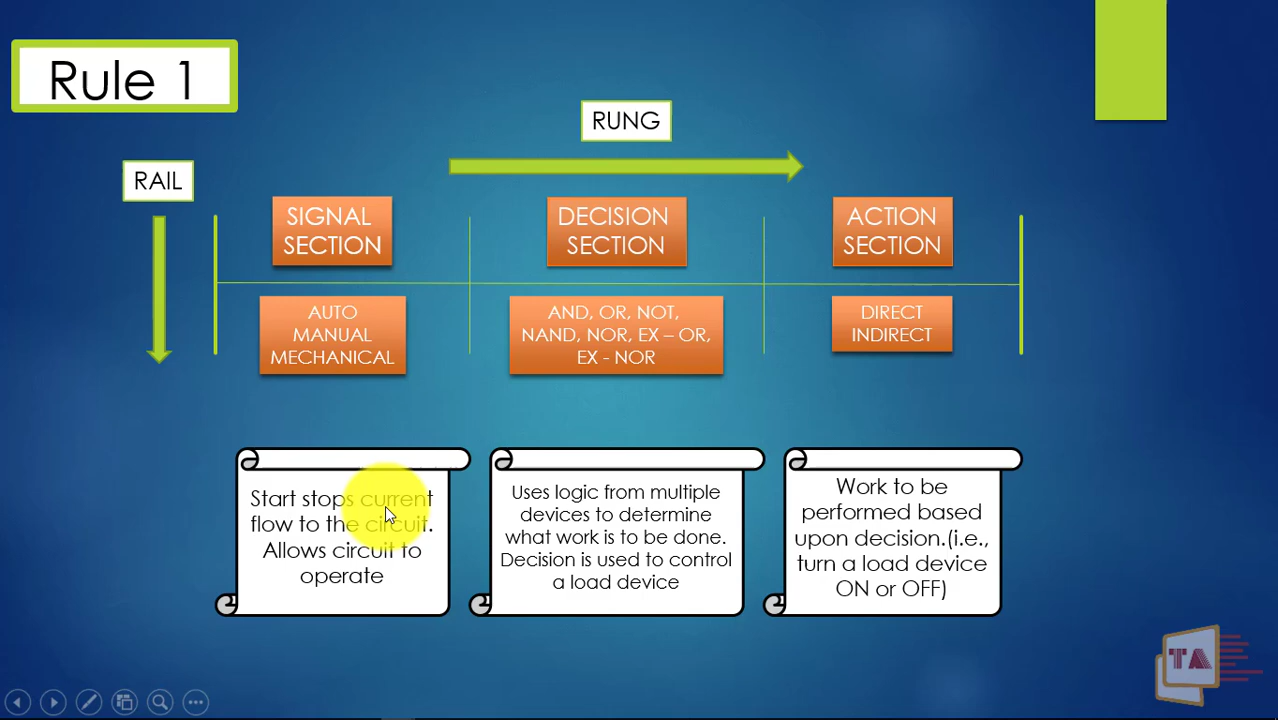 Rule 1
RUNG
RAIL
SIGNAL
SECTION
DECISION
SECTION
ACTION
SECTION
AUTO
MANUAL
MECHANICAL
AND, OR, NOT,
NAND, NOR, EX – OR,
EX - NOR
DIRECT
INDIRECT
Start stops current
flow to the circuit.
Allows circuit to
operate
Uses logic from multiple
devices to determine
what work is to be done.
Decision is used to control
a load device
Work to be
performed based
upon decision.(i.e.,
turn a load device
ON or OFF)
TA